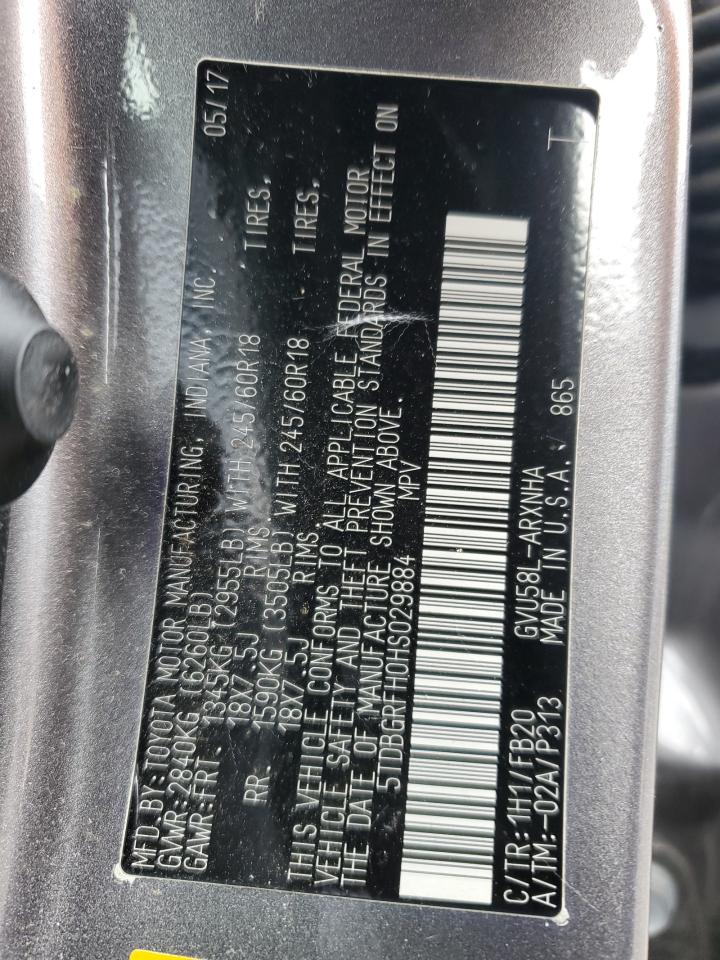 MFD.BY:TOYOTA MOTOR MANUFACTURING, INDIANA, INC. 05/17
GVWR:2840KG(6260LB)
GAWR:FRT. 1345KG(2955LB)WITH 245/60R18 TIRES,
18X7.5J RIMS
RR. 1590KG(3505LB)WITH 245/60R18 TIRES,
18X7.5J RIMS.
THIS VEHICLE CONFORMS TO ALL APPLICABLE FEDERAL MOTOR
VEHICLE SAFETY AND THEFT PREVENTION STANDARDS IN EFFECT ON
THE DATE OF MANUFACTURE SHOWN ABOVE.
5TDBGRFH0HS029884 MPV
C/TR:1H1/FB20 GVU58L-ARXNHA
A/TM:-02A/P313 MADE IN U.S.A. 865 T